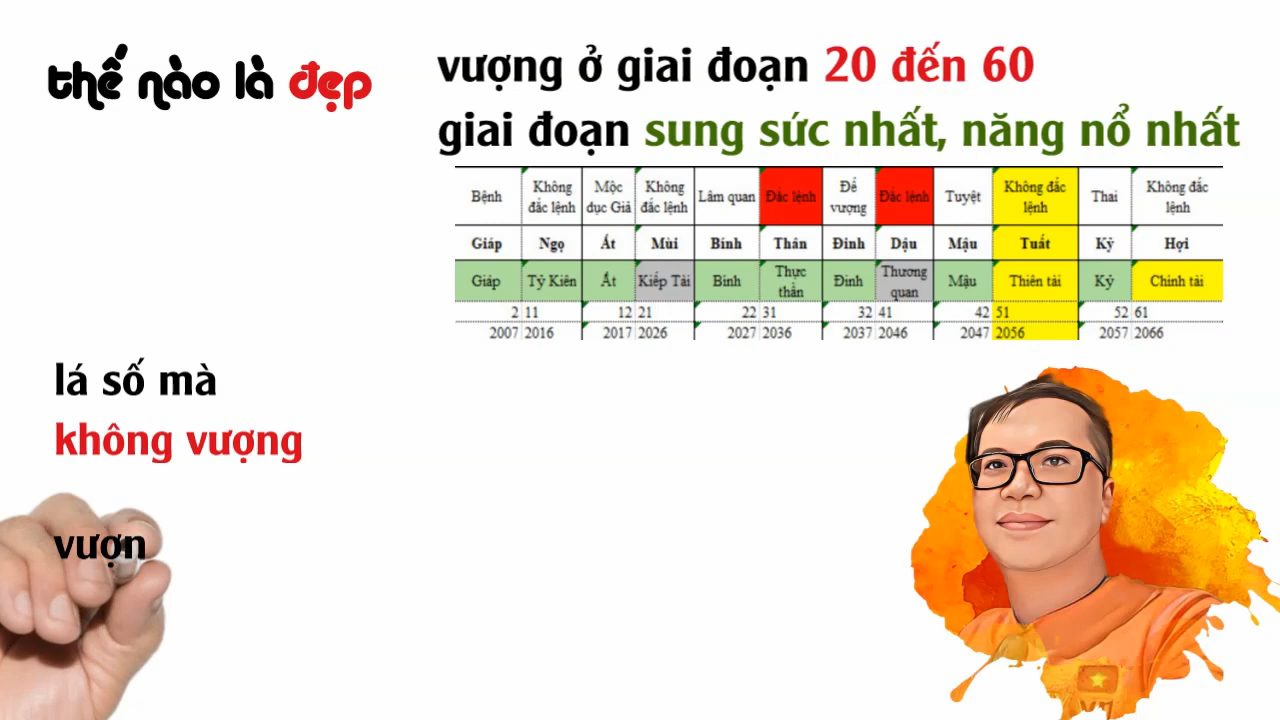 thế nào là đẹp
vượng ở giai đoạn 20 đến 60
giai đoạn sung sức nhất, năng nổ nhất
Bệnh Không đắc lệnh Mộc dục Giả Không đắc lệnh Lâm quan Đắc lệnh Đế vượng Đắc lệnh Tuyệt Không đắc lệnh Thai Không đắc lệnh
Giáp Ngọ Ất Mùi Bính Thân Đinh Dậu Mậu Tuất Kỷ Hợi
Giáp Tỷ Kiên Ất Kiếp Tài Bính Thực thần Đinh Thương quan Mậu Thiên tài Kỷ Chính tài
2 11 12 21 22 31 32 41 42 51 52 61
2007 2016 2017 2026 2027 2036 2037 2046 2047 2056 2057 2066
lá số mà
không vượng
vượn